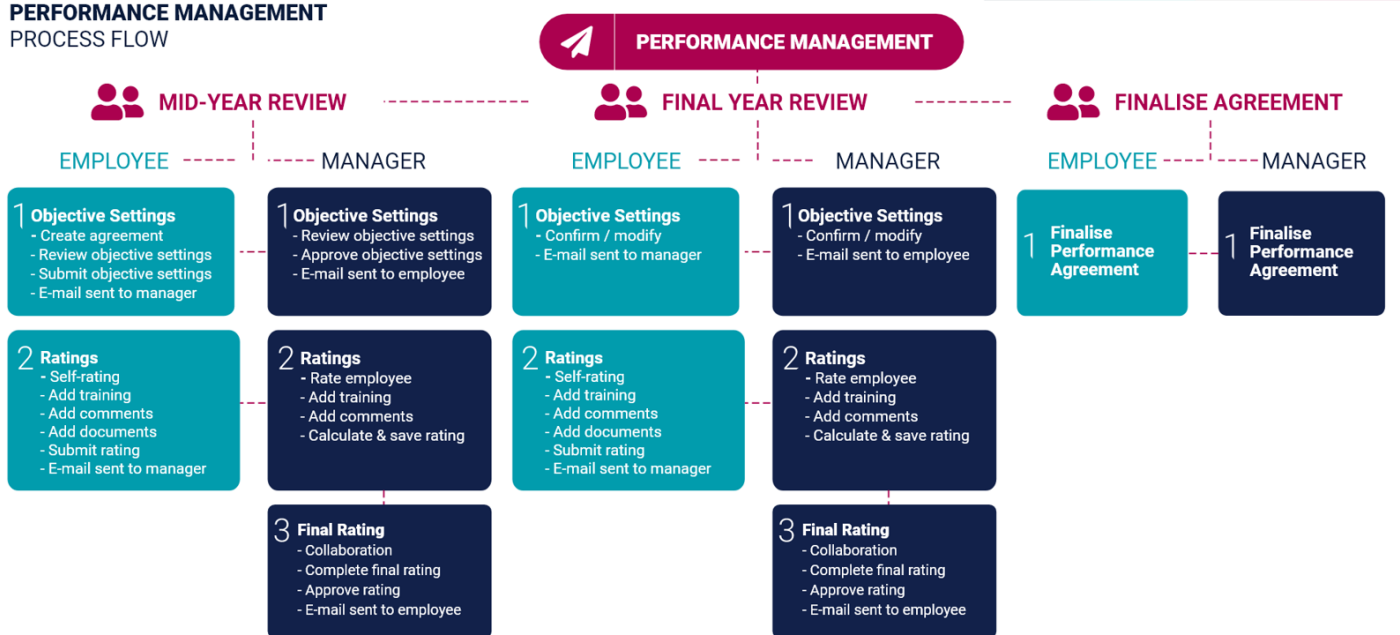 PERFORMANCE MANAGEMENT
PROCESS FLOW
PERFORMANCE MANAGEMENT
MID-YEAR REVIEW
EMPLOYEE
1 Objective Settings
- Create agreement
- Review objective settings
- Submit objective settings
- E-mail sent to manager
2 Ratings
- Self-rating
- Add training
- Add comments
- Add documents
- Submit rating
- E-mail sent to manager
MANAGER
1 Objective Settings
- Review objective settings
- Approve objective settings
- E-mail sent to employee
2 Ratings
- Rate employee
- Add training
- Add comments
- Calculate & save rating
3 Final Rating
- Collaboration
- Complete final rating
- Approve rating
- E-mail sent to employee
FINAL YEAR REVIEW
EMPLOYEE
1 Objective Settings
- Confirm / modify
- E-mail sent to manager
2 Ratings
- Self-rating
- Add training
- Add comments
- Add documents
- Submit rating
- E-mail sent to manager
MANAGER
1 Objective Settings
- Confirm / modify
- E-mail sent to employee
2 Ratings
- Rate employee
- Add training
- Add comments
- Calculate & save rating
3 Final Rating
- Collaboration
- Complete final rating
- Approve rating
- E-mail sent to employee
FINALISE AGREEMENT
EMPLOYEE
1 Finalise
Performance
Agreement
MANAGER
1 Finalise
Performance
Agreement